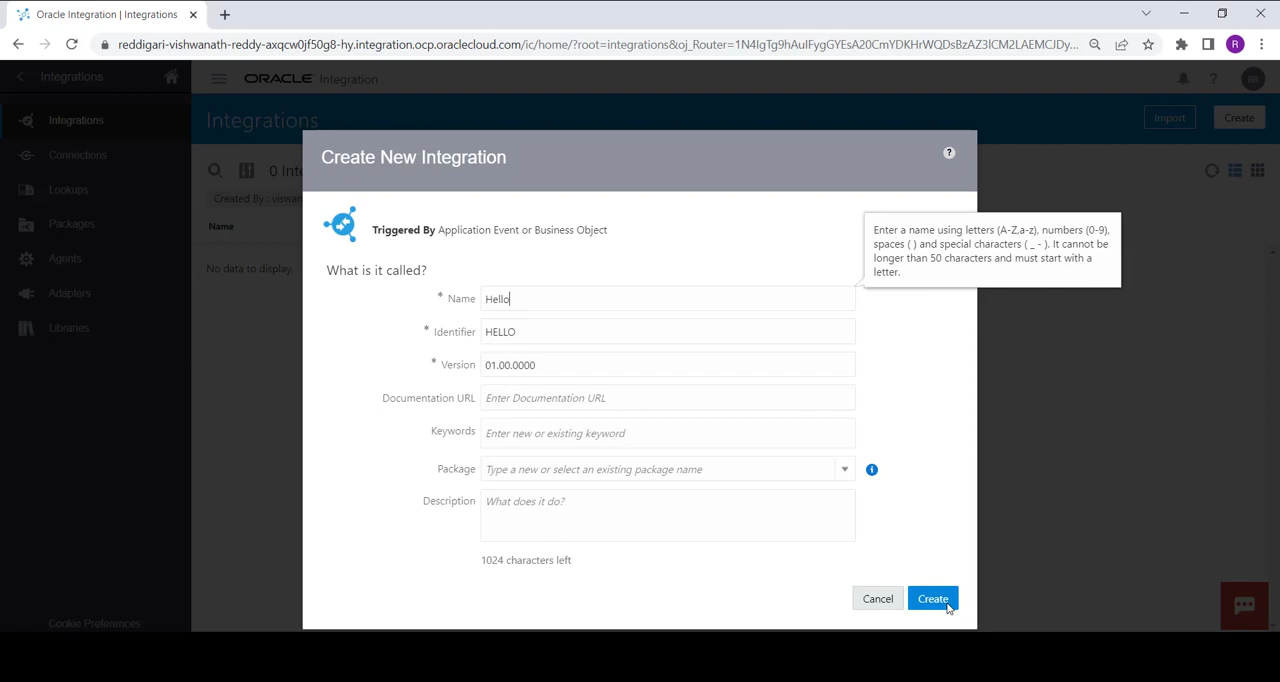 Oracle Integration | Integrations
reddigari-vishwanath-reddy-axqcw0jf50g8-hy.integration.ocp.oraclecloud.com/ic/home/?root=integrations&oj_Router=1N4IgTg9hAuIFygGYEsA20CmYDKHrWQDsBzAZ3lCM2LAEMCJDy...
R
Integrations
ORACLE Integration
?
RR
Integrations
Import
Create
Integrations
Connections
Lookups
Packages
Agents
Adapters
Libraries
Cookie Preferences
0 Inte
Created By : viswan
Name
No data to display.
Create New Integration
?
Triggered By Application Event or Business Object
Enter a name using letters (A-Z,a-z), numbers (0-9),
spaces ( ) and special characters ( _ - ). It cannot be
longer than 50 characters and must start with a
letter.
What is it called?
* Name Hello
* Identifier HELLO
* Version 01.00.0000
Documentation URL Enter Documentation URL
Keywords Enter new or existing keyword
Package Type a new or select an existing package name
Description What does it do?
1024 characters left
Cancel
Create